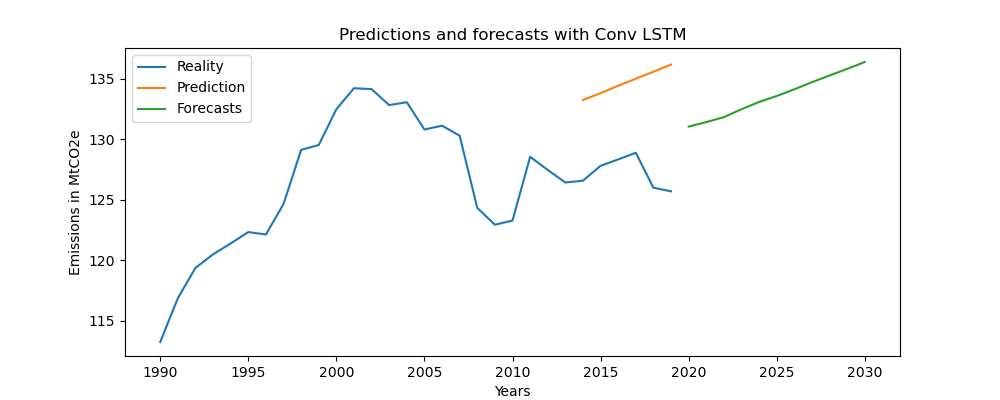 Predictions and forecasts with Conv LSTM
Reality
Prediction
Forecasts
Emissions in MtCO2e
135
130
125
120
115
1990 1995 2000 2005 2010 2015 2020 2025 2030
Years